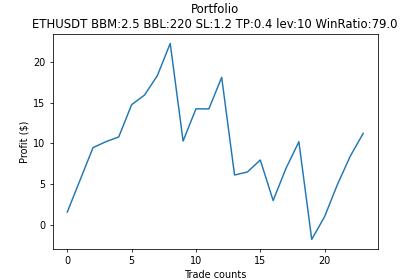 Portfolio
ETHUSDT BBM:2.5 BBL:220 SL:1.2 TP:0.4 lev:10 WinRatio:79.0
20
15
10
5
0
Profit ($)
0 5 10 15 20
Trade counts